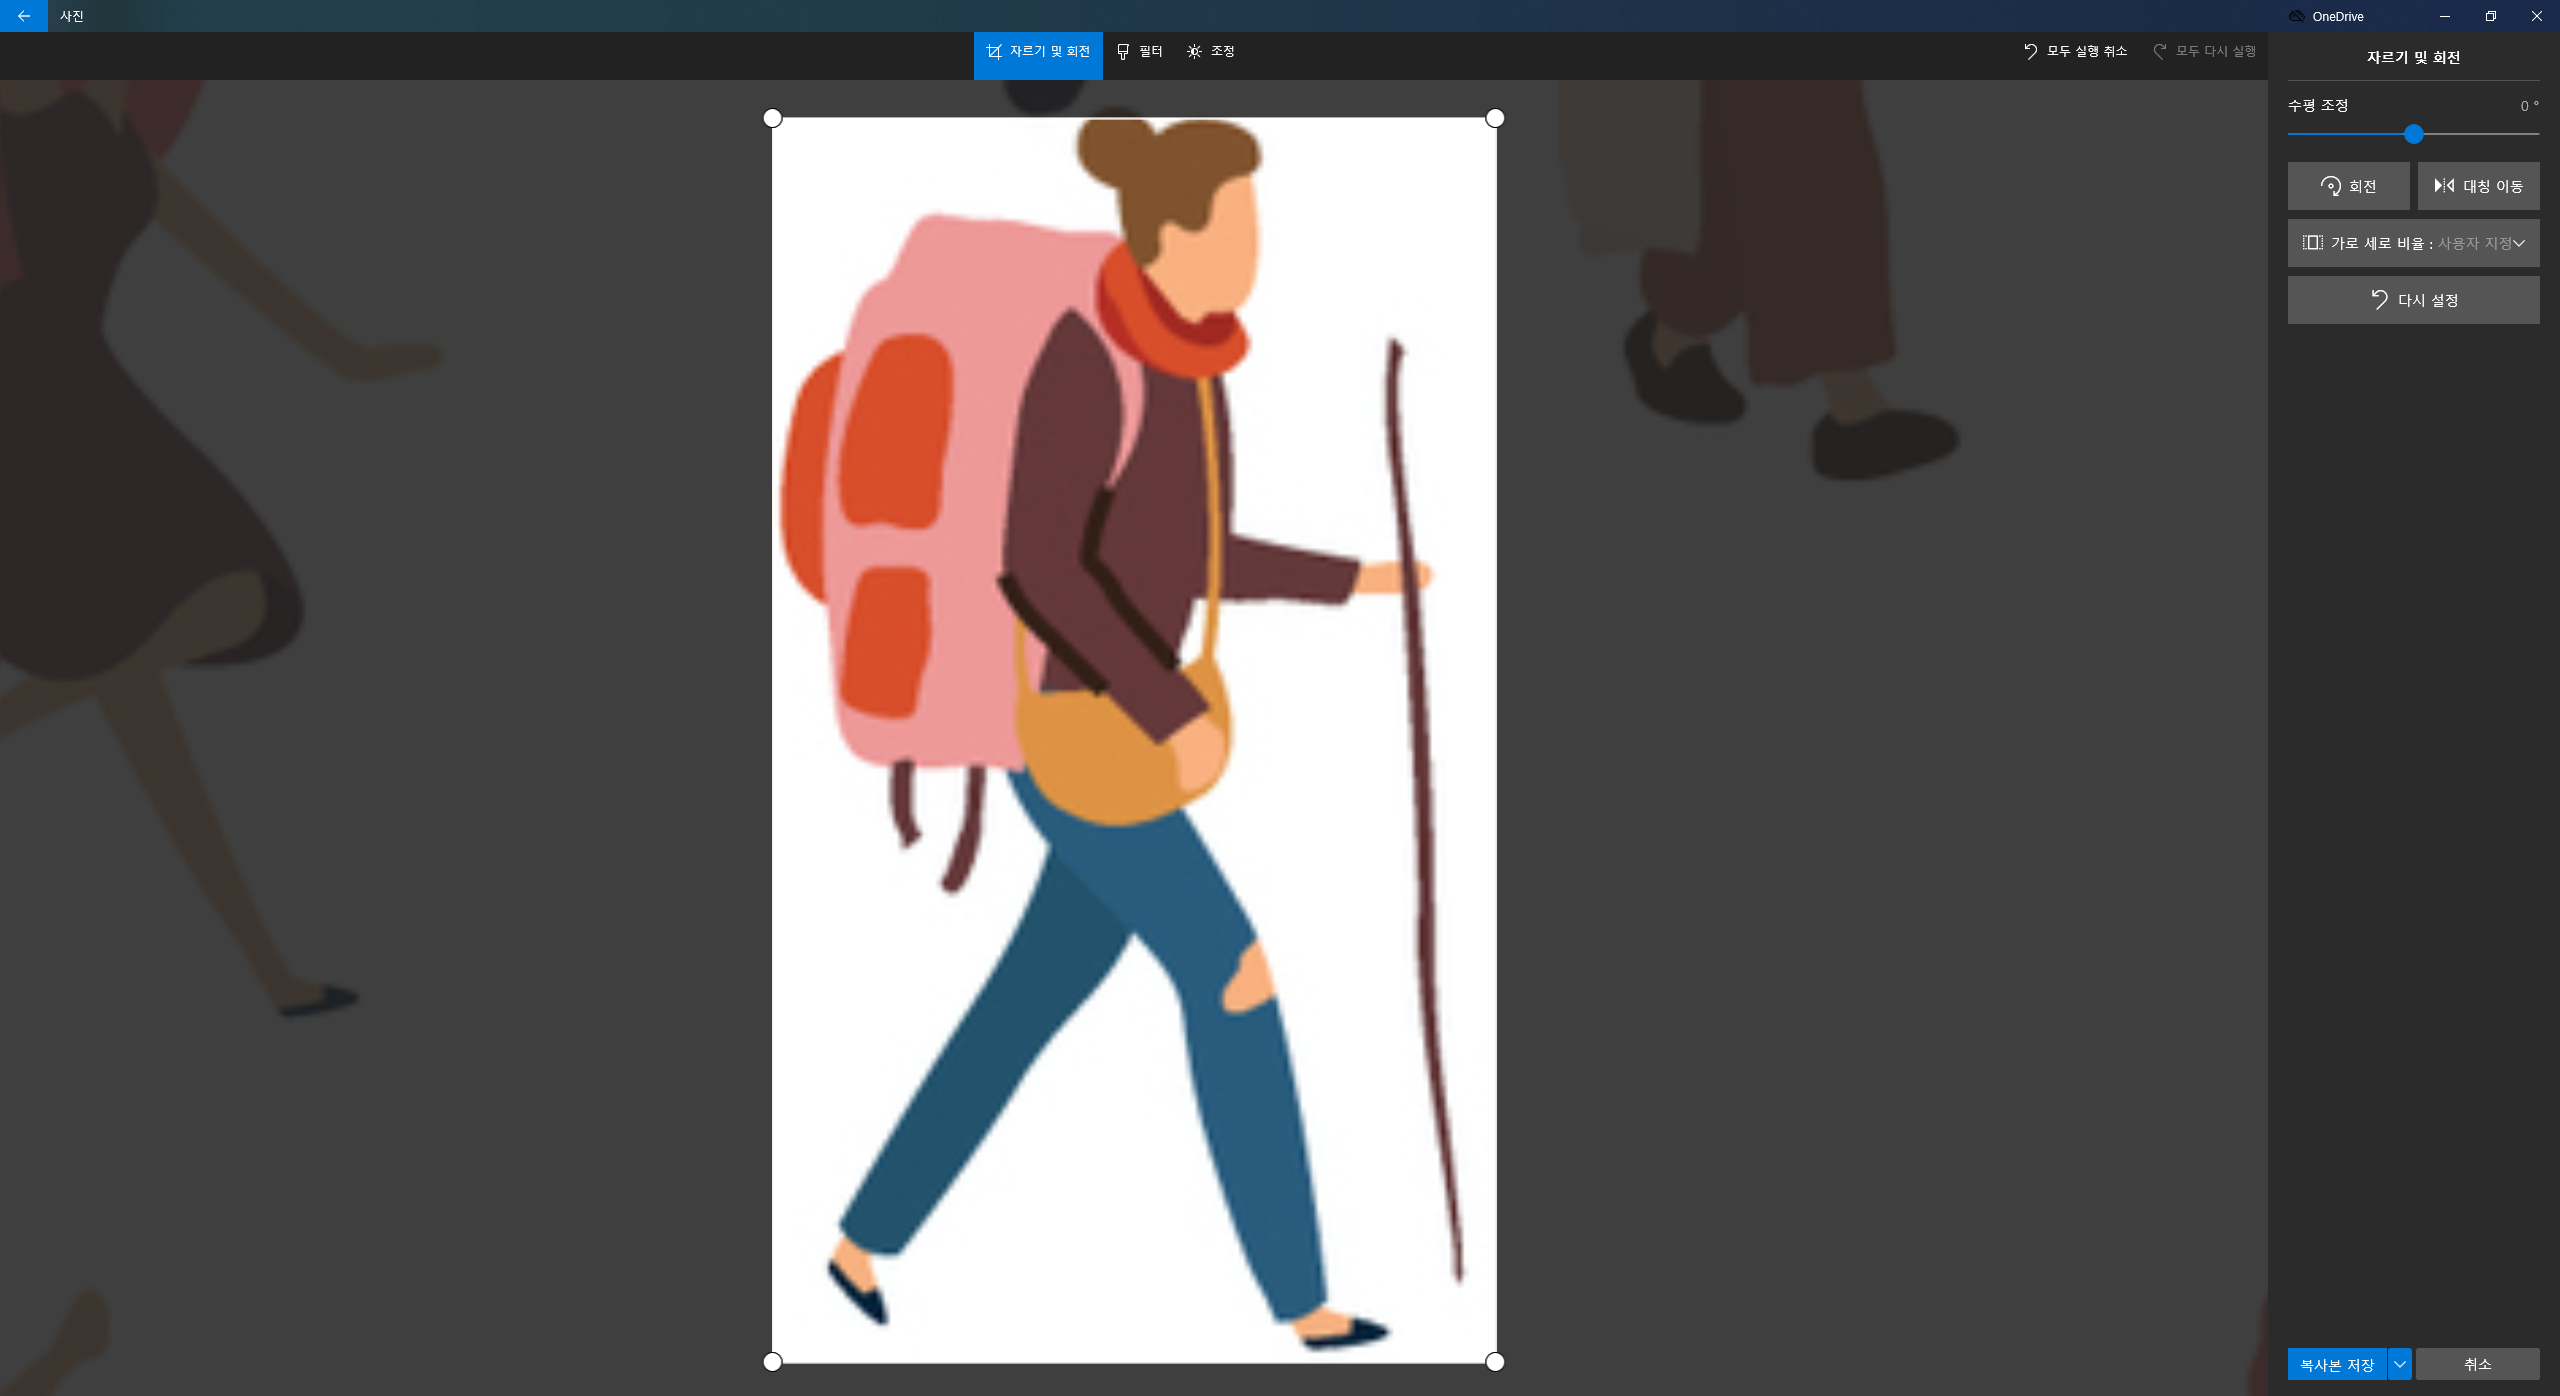 사진
OneDrive
자르기 및 회전
필터
조정
모두 실행 취소
모두 다시 실행
자르기 및 회전
수평 조정
0 °
회전
대칭 이동
가로 세로 비율 : 사용자 지정
다시 설정
복사본 저장
취소